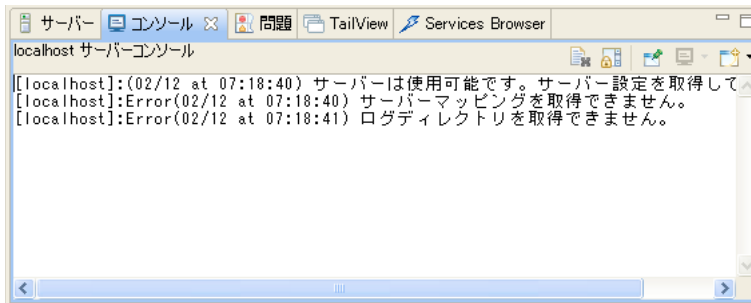 サーバー コンソール 問題 TailView Services Browser
localhost サーバーコンソール
[localhost]:(02/12 at 07:18:40) サーバーは使用可能です。サーバー設定を取得して
[localhost]:Error(02/12 at 07:18:40) サーバーマッピングを取得できません。
[localhost]:Error(02/12 at 07:18:41) ログディレクトリを取得できません。